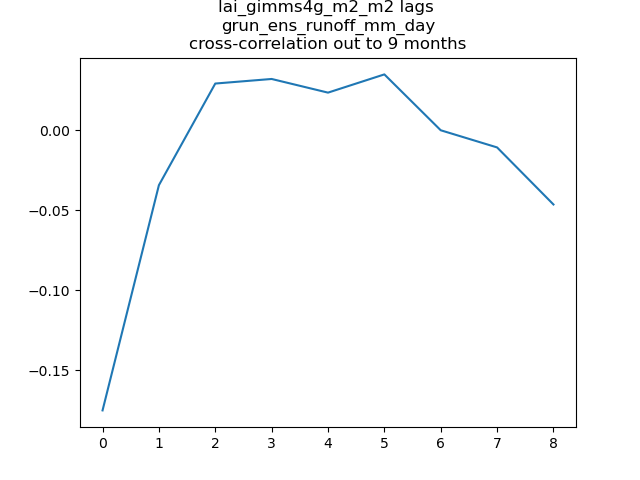 lai_gimms4g_m2_m2 lags
grun_ens_runoff_mm_day
cross-correlation out to 9 months
0.00
−0.05
−0.10
−0.15
0 1 2 3 4 5 6 7 8